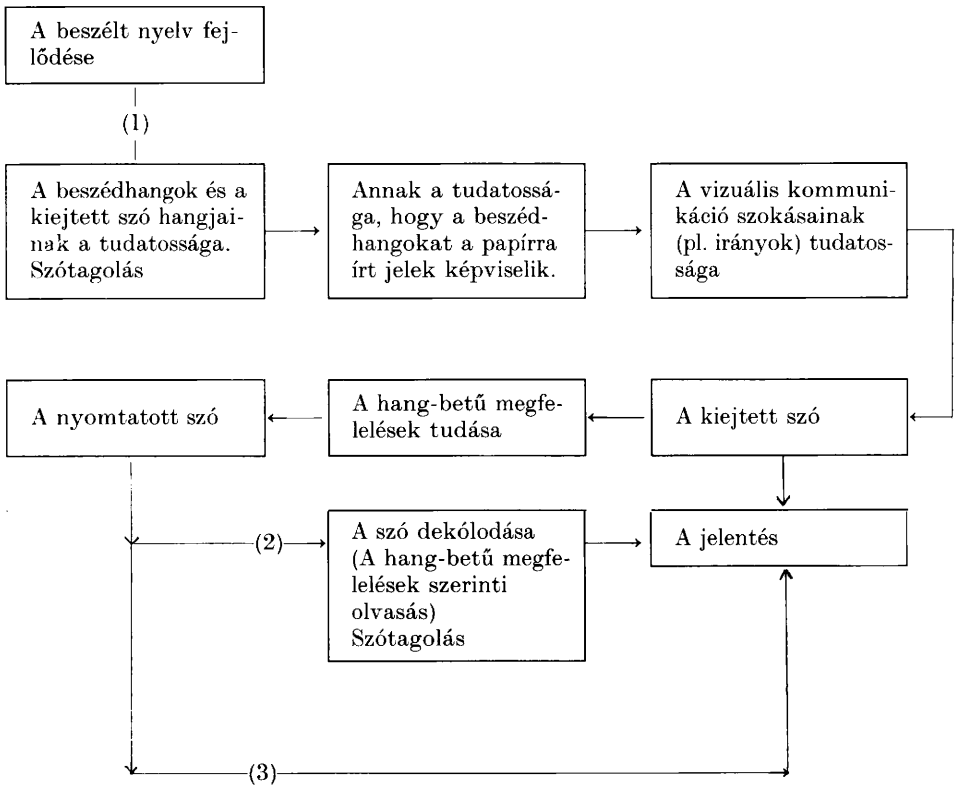 A beszélt nyelv fej-
lődése
(1)
A beszédhangok és a
kiejtett szó hangjai-
nak a tudatossága.
Szótagolás
Annak a tudatossá-
ga, hogy a beszéd-
hangokat a papírra
írt jelek képviselik.
A vizuális kommuni-
káció szokásainak
(pl. irányok) tudatos-
sága
A nyomtatott szó
A hang-betű megfe-
lelések tudása
A kiejtett szó
(2)
A szó dekólodása
(A hang-betű megfe-
lelések szerinti
olvasás)
Szótagolás
A jelentés
(3)